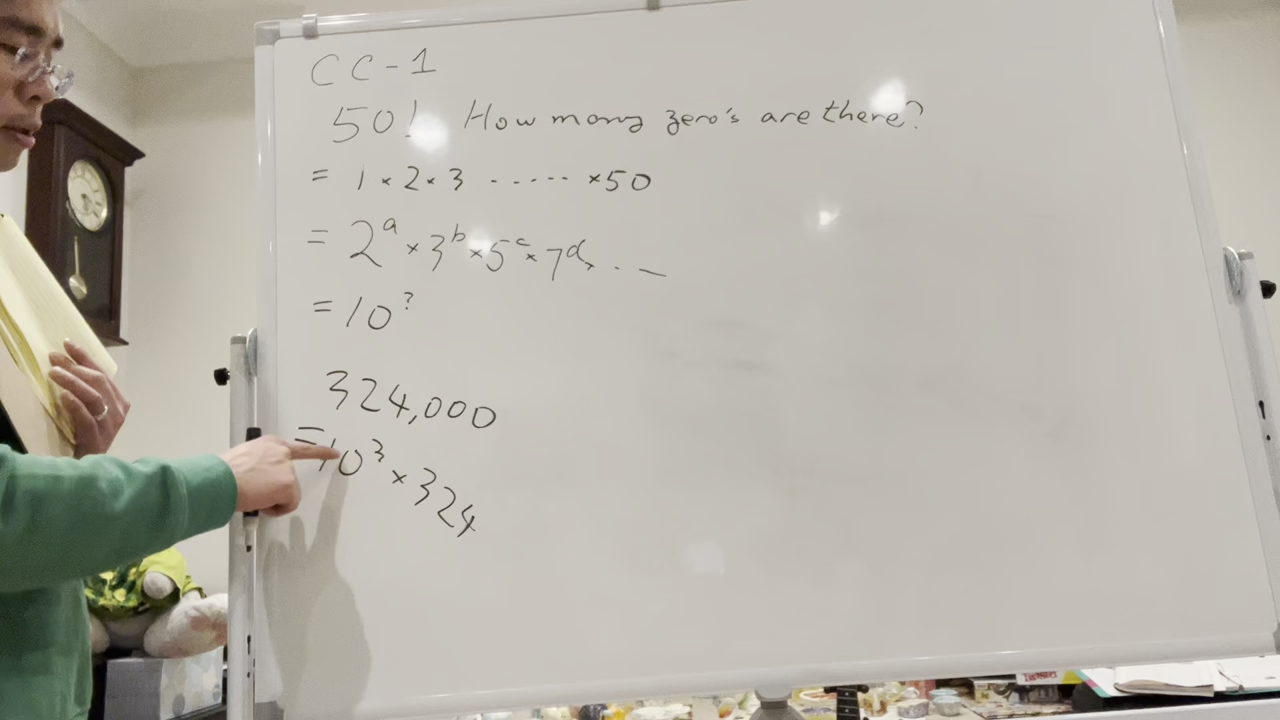 CC-1
50! How many zero's are there?
= 1 × 2 × 3 ...... × 50
= 2^a × 3^b × 5^c × 7^d × . . —
= 10^?
324,000
= 10^3 × 324